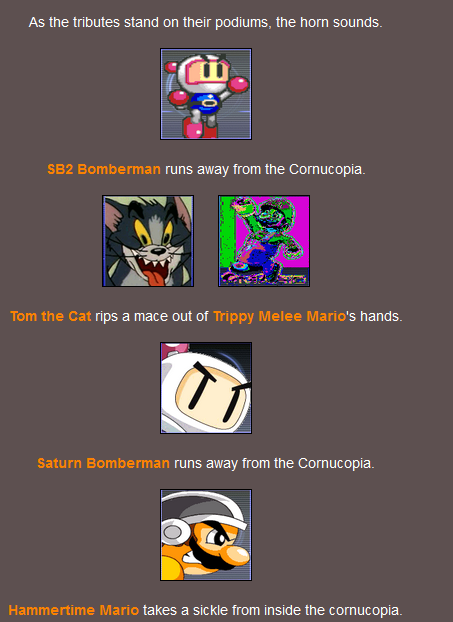 As the tributes stand on their podiums, the horn sounds.
SB2 Bomberman runs away from the Cornucopia.
Tom the Cat rips a mace out of Trippy Melee Mario's hands.
Saturn Bomberman runs away from the Cornucopia.
Hammertime Mario takes a sickle from inside the cornucopia.